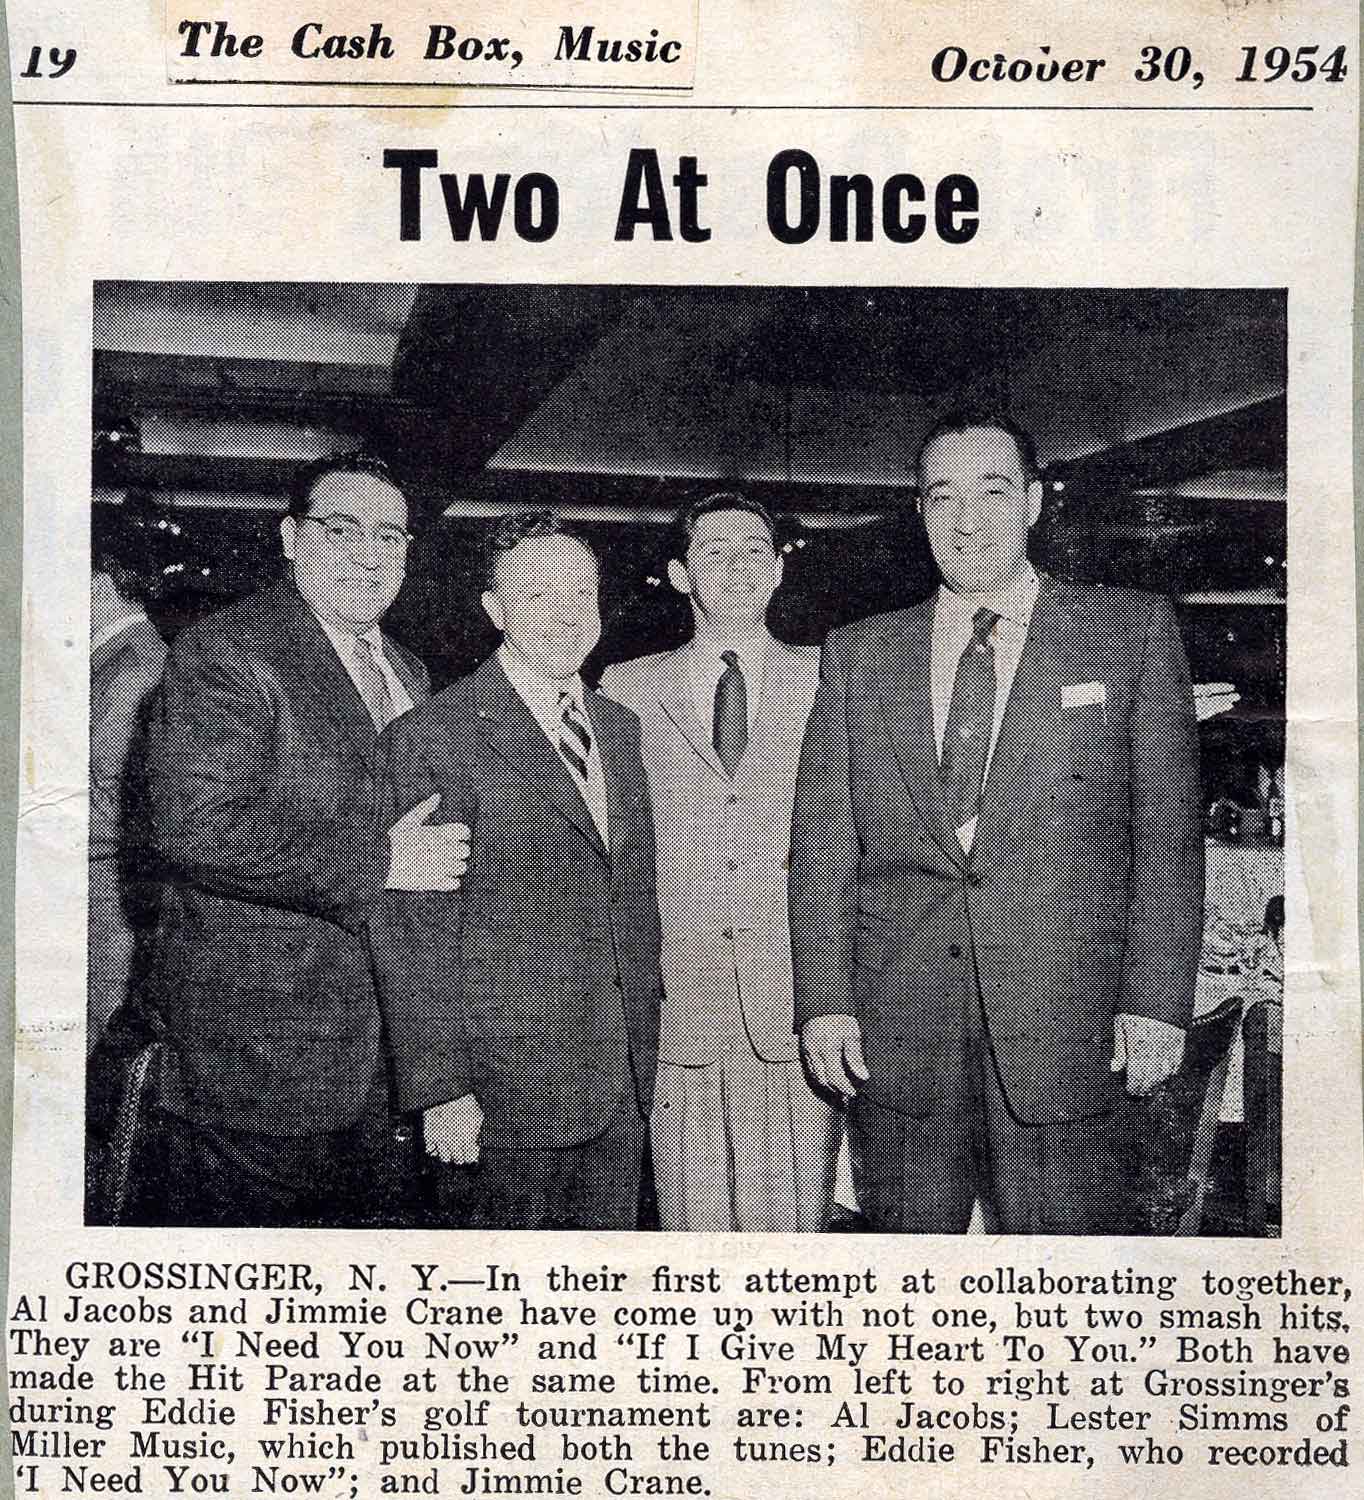 19 The Cash Box, Music October 30, 1954
Two At Once
GROSSINGER, N. Y.—In their first attempt at collaborating together,
Al Jacobs and Jimmie Crane have come up with not one, but two smash hits.
They are “I Need You Now” and “If I Give My Heart To You.” Both have
made the Hit Parade at the same time. From left to right at Grossinger’s
during Eddie Fisher’s golf tournament are: Al Jacobs; Lester Simms of
Miller Music, which published both the tunes; Eddie Fisher, who recorded
‘I Need You Now”; and Jimmie Crane.